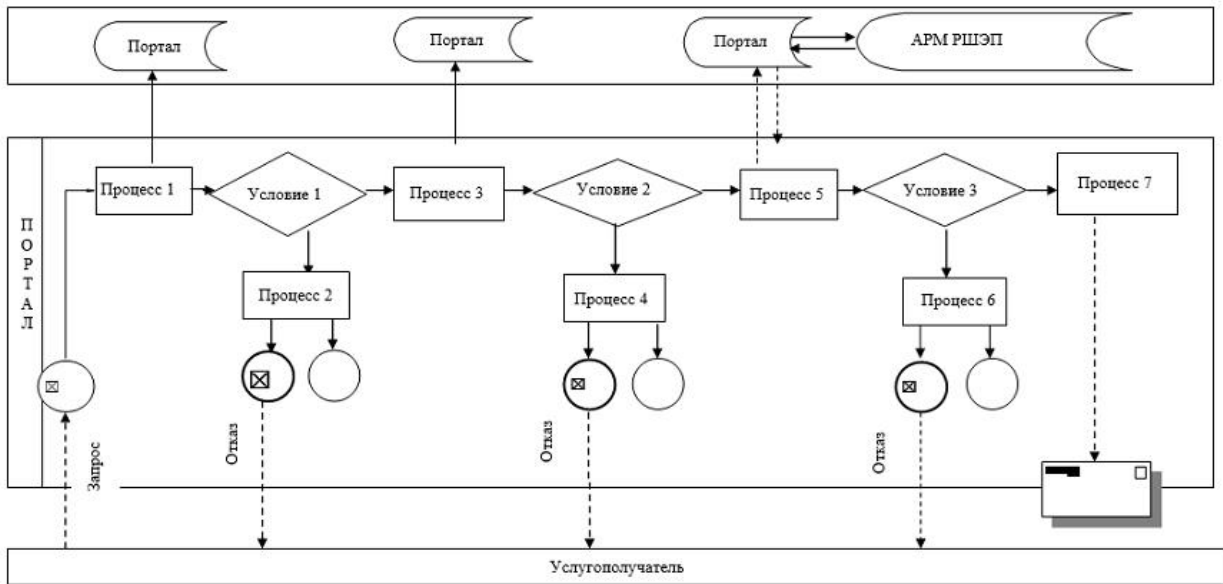 Портал
Портал
Портал
АРМ РШЭП
ПОРТАЛ
Процесс 1
Условие 1
Процесс 3
Условие 2
Процесс 5
Условие 3
Процесс 7
Процесс 2
Процесс 4
Процесс 6
Запрос
Отказ
Отказ
Отказ
Услугополучатель